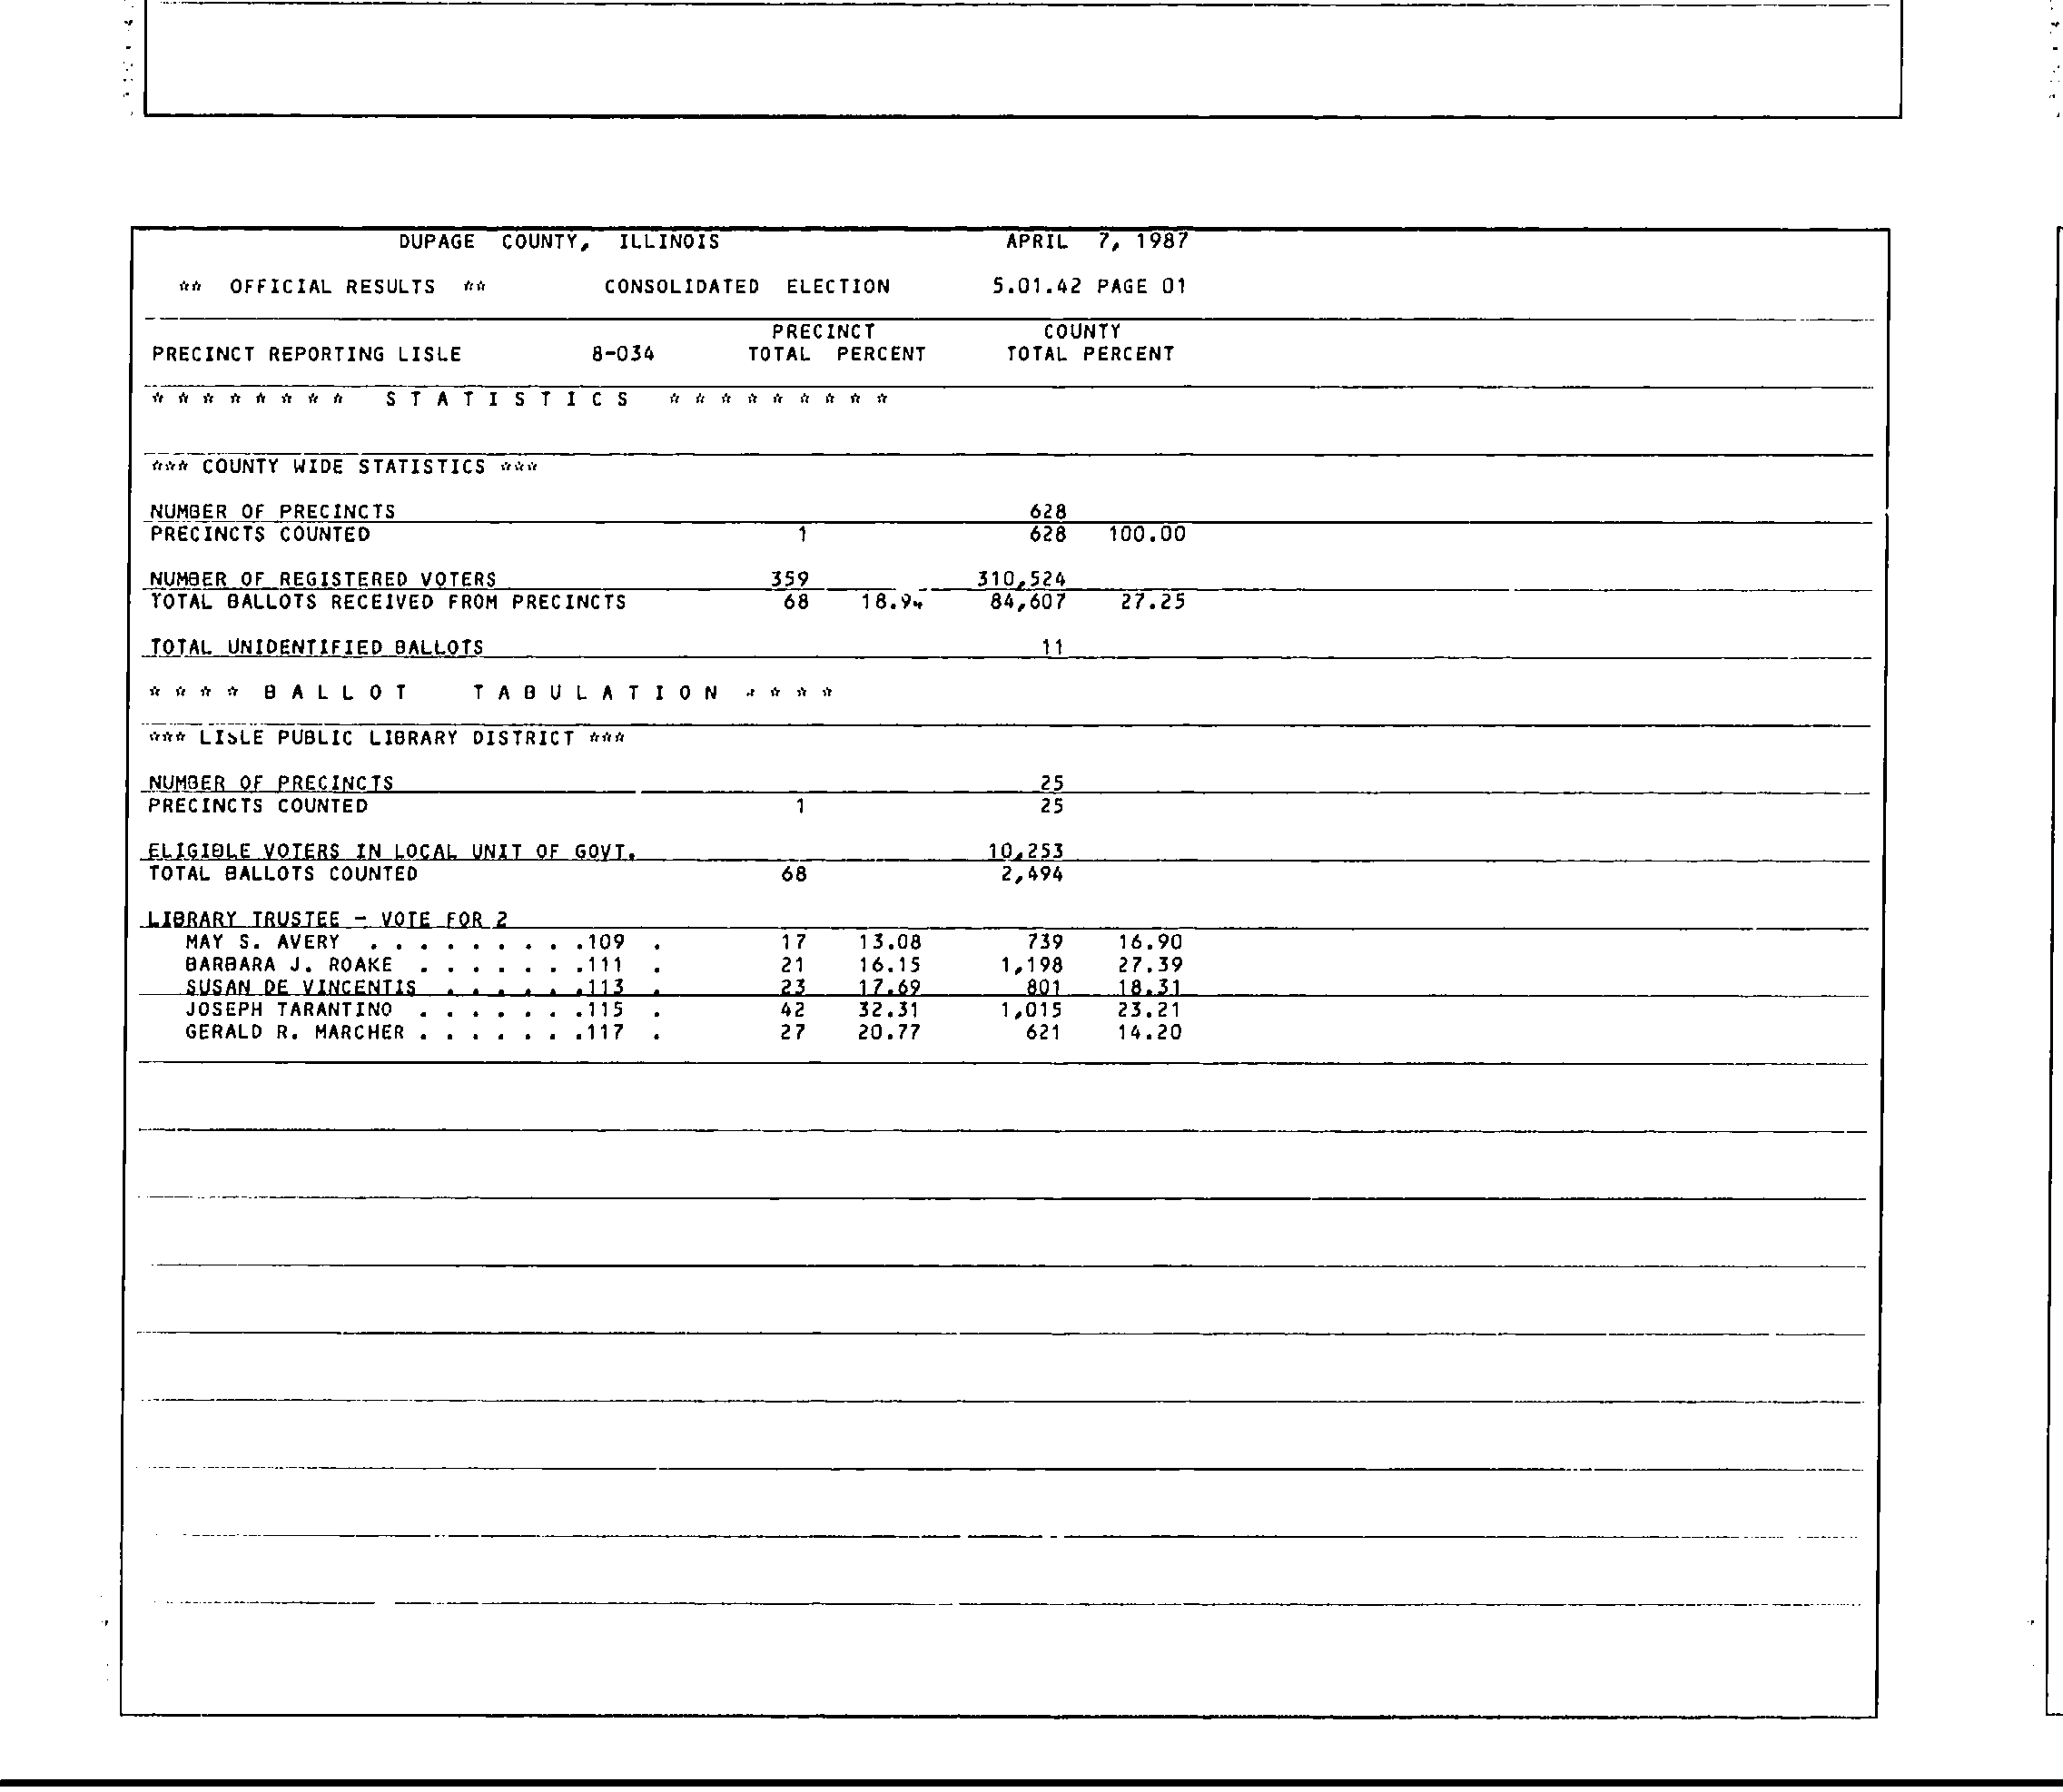 DUPAGE COUNTY, ILLINOIS APRIL 7, 1987
** OFFICIAL RESULTS ** CONSOLIDATED ELECTION 5.01.42 PAGE 01
PRECINCT COUNTY
PRECINCT REPORTING LISLE 8-034 TOTAL PERCENT TOTAL PERCENT
* * * * * * * * S T A T I S T I C S * * * * * * * * *
*** COUNTY WIDE STATISTICS ***
NUMBER OF PRECINCTS 628
PRECINCTS COUNTED 1 628 100.00
NUMBER OF REGISTERED VOTERS 359 310,524
TOTAL BALLOTS RECEIVED FROM PRECINCTS 68 18.94 84,607 27.25
TOTAL UNIDENTIFIED BALLOTS 11
* * * * B A L L O T T A B U L A T I O N * * * *
*** LISLE PUBLIC LIBRARY DISTRICT ***
NUMBER OF PRECINCTS 25
PRECINCTS COUNTED 1 25
ELIGIBLE VOTERS IN LOCAL UNIT OF GOVT. 10,253
TOTAL BALLOTS COUNTED 68 2,494
LIBRARY TRUSTEE - VOTE FOR 2
MAY S. AVERY . . . . . . . . .109 . 17 13.08 739 16.90
BARBARA J. ROAKE . . . . . . .111 . 21 16.15 1,198 27.39
SUSAN DE VINCENTIS . . . . . .113 . 23 17.69 801 18.31
JOSEPH TARANTINO . . . . . . .115 . 42 32.31 1,015 23.21
GERALD R. MARCHER . . . . . . .117 . 27 20.77 621 14.20